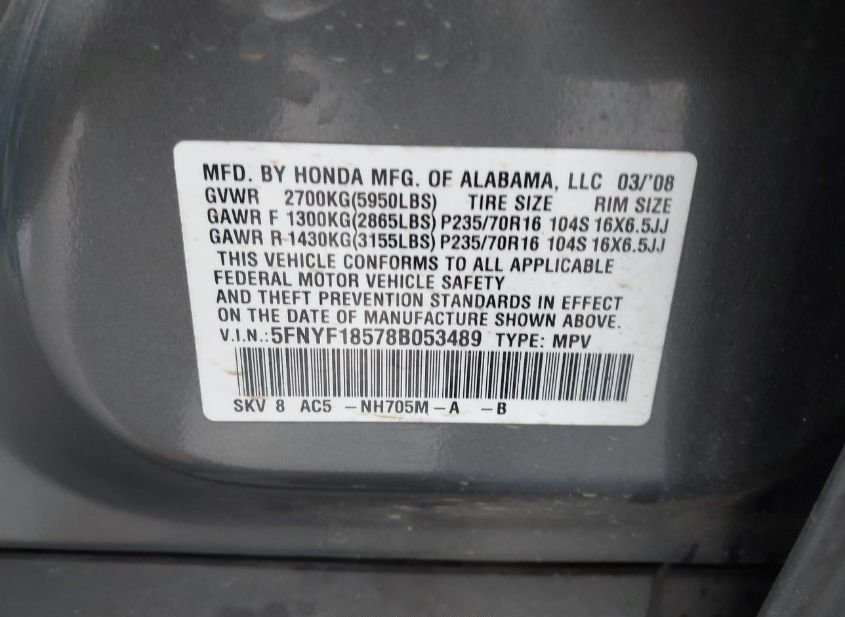 MFD. BY HONDA MFG. OF ALABAMA, LLC 03/'08
GVWR 2700KG(5950LBS) TIRE SIZE RIM SIZE
GAWR F 1300KG(2865LBS) P235/70R16 104S 16X6.5JJ
GAWR R 1430KG(3155LBS) P235/70R16 104S 16X6.5JJ
THIS VEHICLE CONFORMS TO ALL APPLICABLE
FEDERAL MOTOR VEHICLE SAFETY
AND THEFT PREVENTION STANDARDS IN EFFECT
ON THE DATE OF MANUFACTURE SHOWN ABOVE.
V.I.N.:5FNYF18578B053489 TYPE: MPV
SKV 8 AC5 -NH705M-A -B